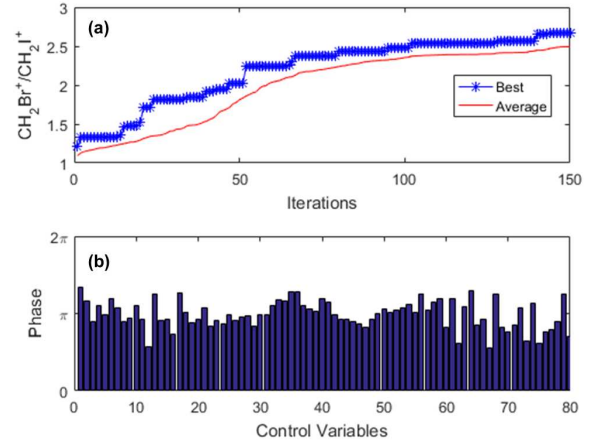 (a)
CH₂Br⁺/CH₂I⁺
3
2.5
2
1.5
1
Best
Average
0 50 100 150
Iterations
(b)
Phase
2π
π
0
0 10 20 30 40 50 60 70 80
Control Variables